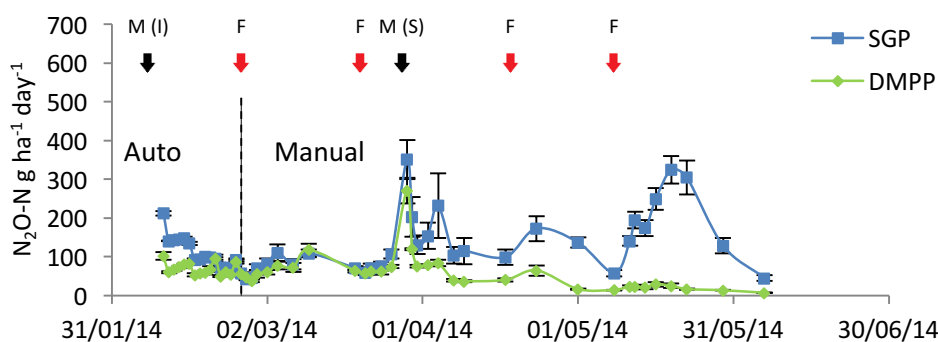 700
600
500
400
300
200
100
0
N₂O-N g ha⁻¹ day⁻¹
M (I) F F M (S) F F
Auto Manual
SGP
DMPP
31/01/14 02/03/14 01/04/14 01/05/14 31/05/14 30/06/14